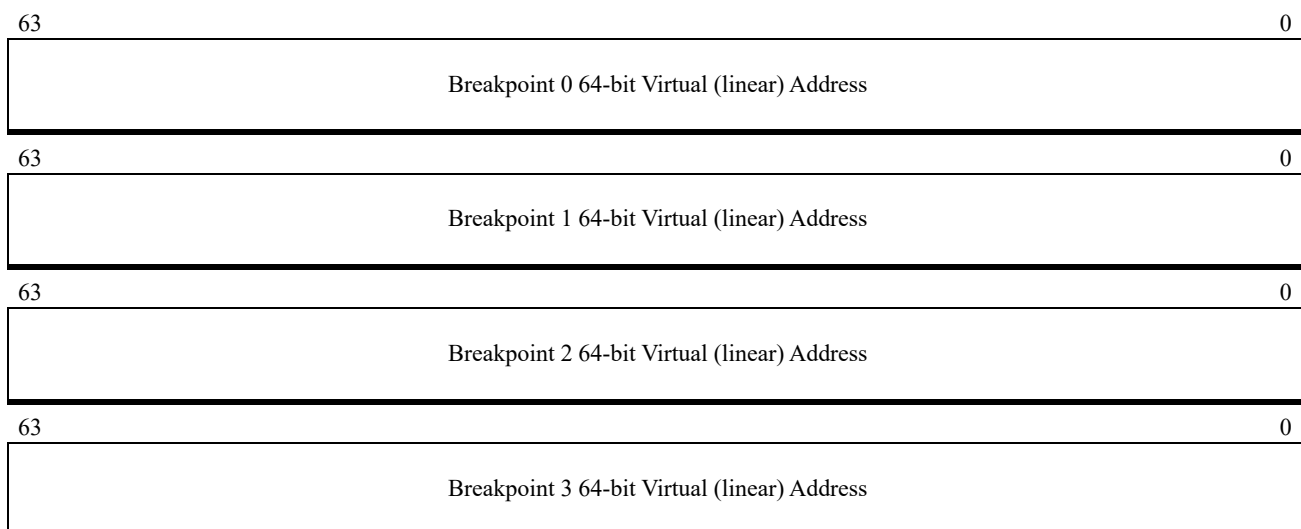 63 0
Breakpoint 0 64-bit Virtual (linear) Address
63 0
Breakpoint 1 64-bit Virtual (linear) Address
63 0
Breakpoint 2 64-bit Virtual (linear) Address
63 0
Breakpoint 3 64-bit Virtual (linear) Address